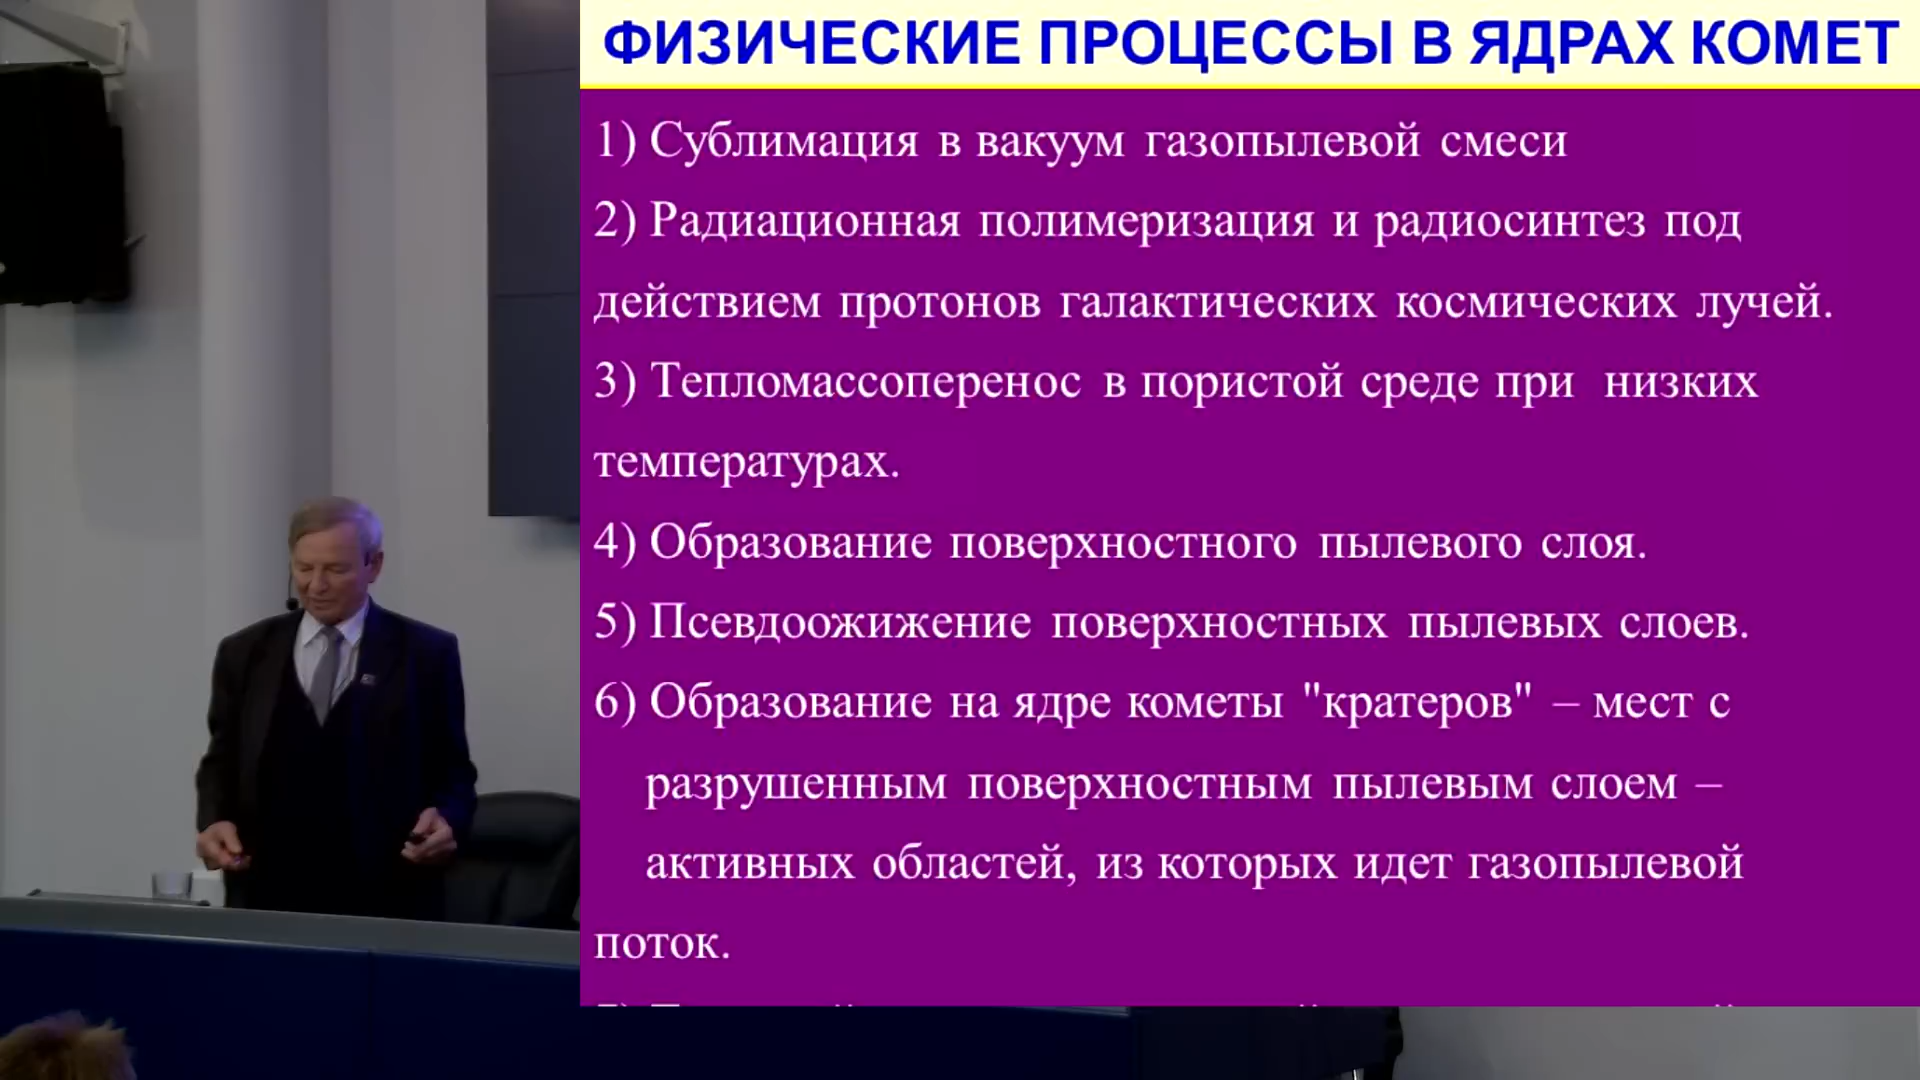 ФИЗИЧЕСКИЕ ПРОЦЕССЫ В ЯДРАХ КОМЕТ
1) Сублимация в вакуум газопылевой смеси
2) Радиационная полимеризация и радиосинтез под
действием протонов галактических космических лучей.
3) Тепломассоперенос в пористой среде при низких
температурах.
4) Образование поверхностного пылевого слоя.
5) Псевдоожижение поверхностных пылевых слоев.
6) Образование на ядре кометы "кратеров" – мест с
разрушенным поверхностным пылевым слоем –
активных областей, из которых идет газопылевой
поток.